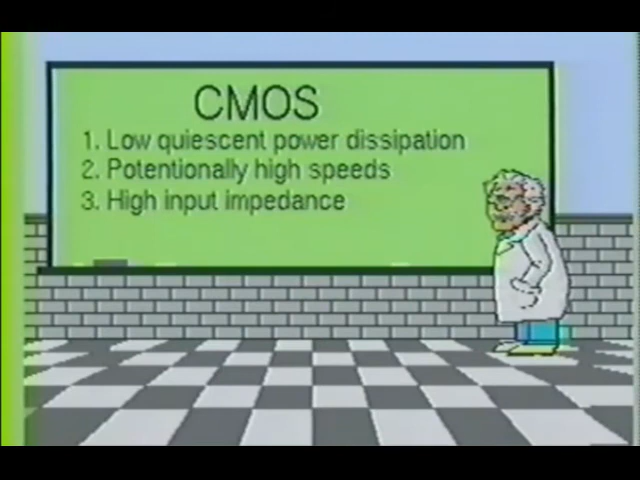 CMOS
1. Low quiescent power dissipation
2. Potentionally high speeds
3. High input impedance